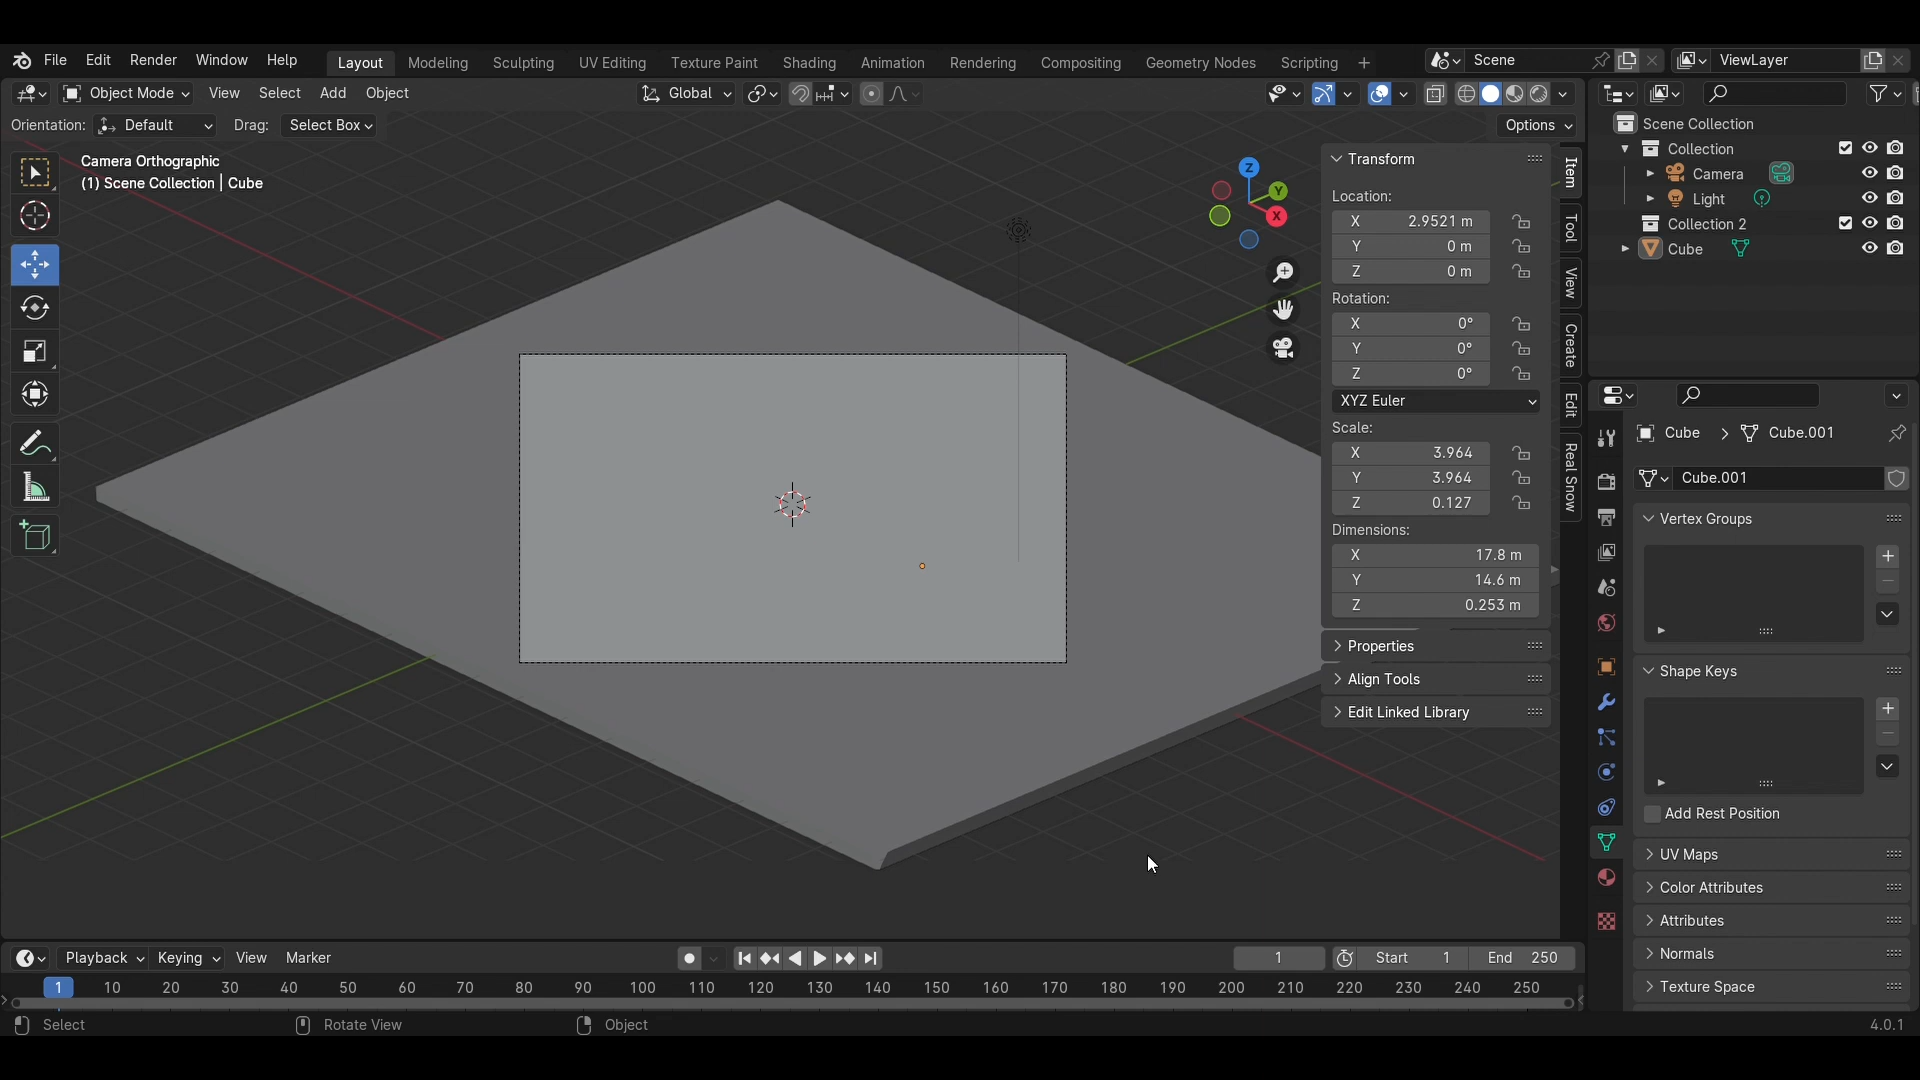 File Edit Render Window Help Layout Modeling Sculpting UV Editing Texture Paint Shading Animation Rendering Compositing Geometry Nodes Scripting + Scene ViewLayer
Object Mode View Select Add Object Global
Orientation: Default Drag: Select Box Options
Camera Orthographic
(1) Scene Collection | Cube
Z
Y
X
Transform
Location:
X 2.9521 m
Y 0 m
Z 0 m
Rotation:
X 0°
Y 0°
Z 0°
XYZ Euler
Scale:
X 3.964
Y 3.964
Z 0.127
Dimensions:
X 17.8 m
Y 14.6 m
Z 0.253 m
Properties
Align Tools
Edit Linked Library
Item
Tool
View
Create
Edit
Real Snow
Scene Collection
Collection
Camera
Light
Collection 2
Cube
Cube > Cube.001
Cube.001
Vertex Groups
Shape Keys
Add Rest Position
UV Maps
Color Attributes
Attributes
Normals
Texture Space
Playback Keying View Marker 1 Start 1 End 250
1 10 20 30 40 50 60 70 80 90 100 110 120 130 140 150 160 170 180 190 200 210 220 230 240 250
Select Rotate View Object 4.0.1